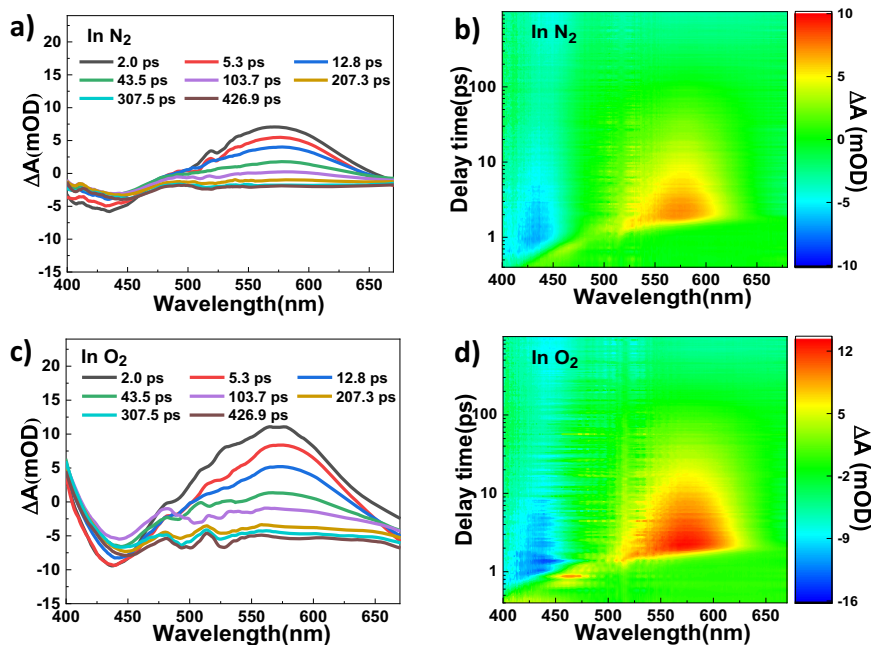 a)
In N2
2.0 ps 5.3 ps 12.8 ps
43.5 ps 103.7 ps 207.3 ps
307.5 ps 426.9 ps
ΔA(mOD)
20
15
10
5
0
-5
-10
-15
400 450 500 550 600 650
Wavelength(nm)
b)
In N2
Delay time(ps)
100
10
1
400 450 500 550 600 650
Wavelength(nm)
10
5
0
-5
-10
ΔA (mOD)
c)
In O2
2.0 ps 5.3 ps 12.8 ps
43.5 ps 103.7 ps 207.3 ps
307.5 ps 426.9 ps
ΔA(mOD)
20
15
10
5
0
-5
-10
-15
400 450 500 550 600 650
Wavelength(nm)
d)
In O2
Delay time(ps)
100
10
1
400 450 500 550 600 650
Wavelength(nm)
12
5
-2
-9
-16
ΔA (mOD)